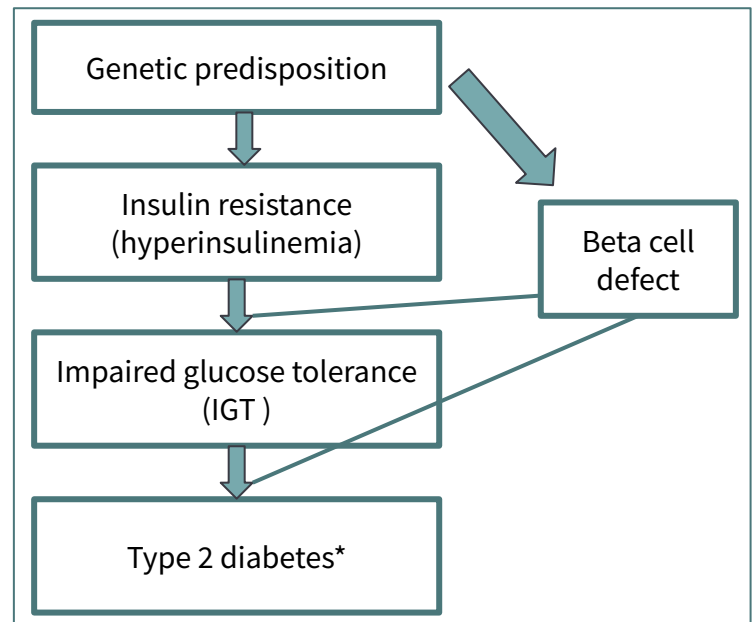 Genetic predisposition
Insulin resistance
(hyperinsulinemia)
Beta cell
defect
Impaired glucose tolerance
(IGT )
Type 2 diabetes*